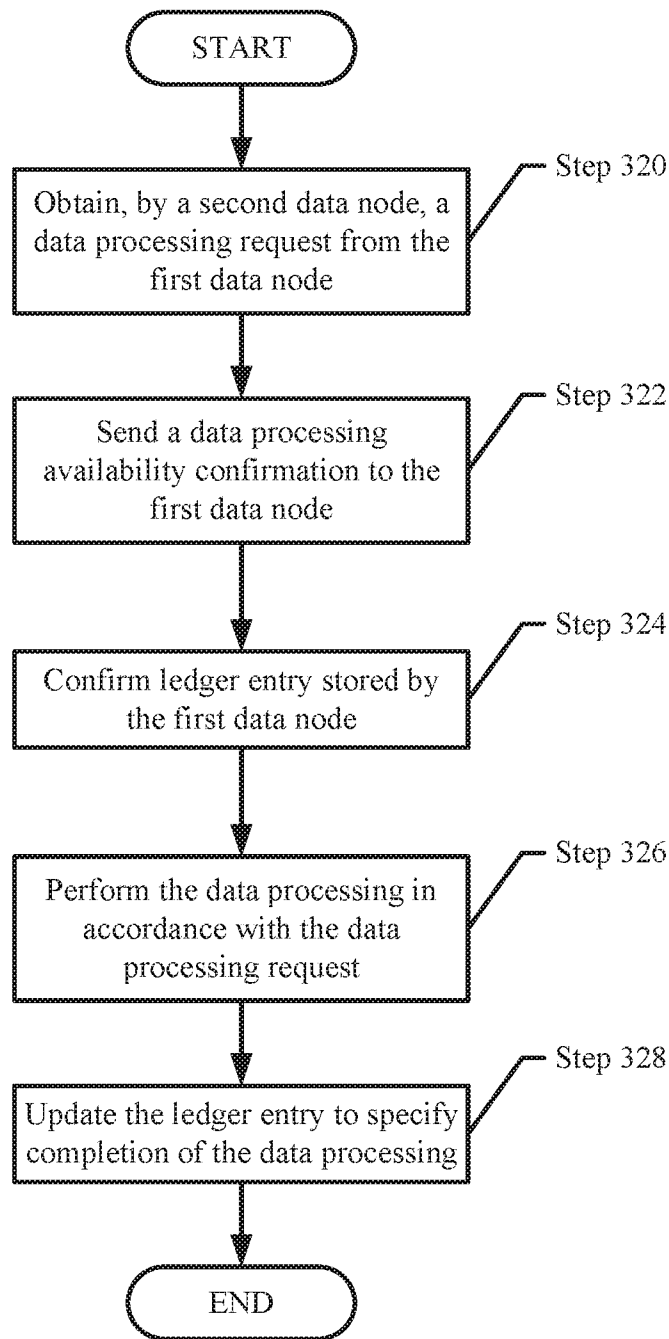 START
Step 320
Obtain, by a second data node, a
data processing request from the
first data node
Step 322
Send a data processing
availability confirmation to the
first data node
Step 324
Confirm ledger entry stored by
the first data node
Step 326
Perform the data processing in
accordance with the data
processing request
Step 328
Update the ledger entry to specify
completion of the data processing
END